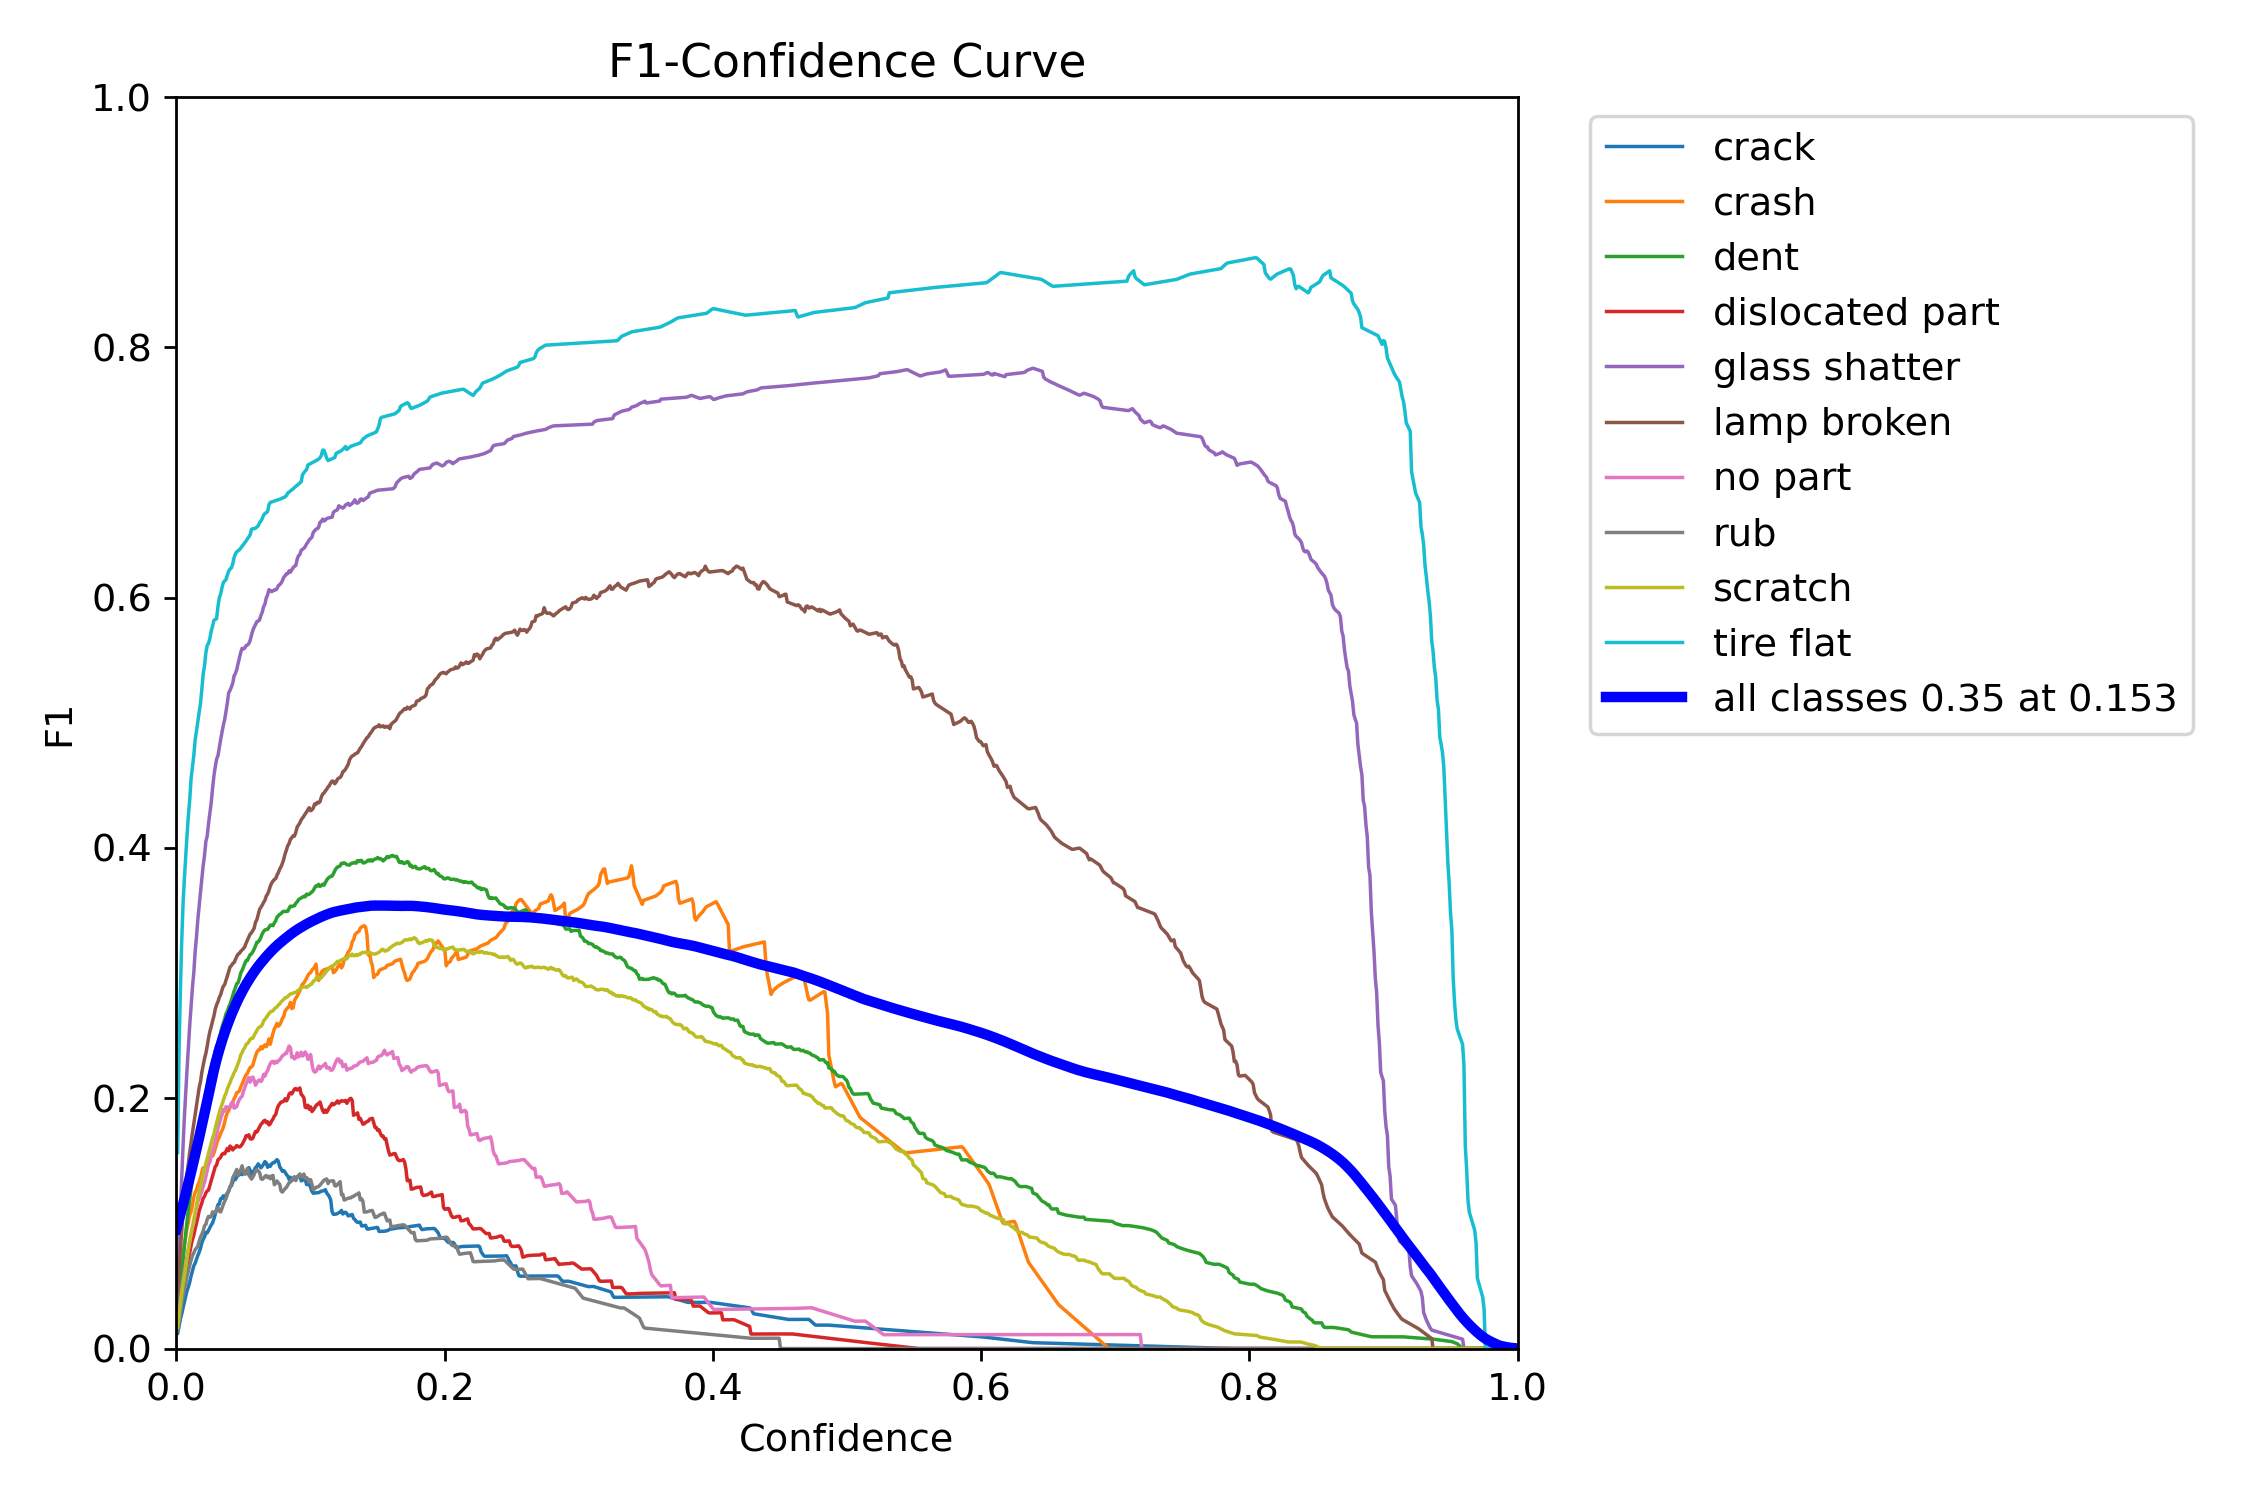 F1-Confidence Curve
1.0
0.8
0.6
0.4
0.2
0.0
F1
0.0 0.2 0.4 0.6 0.8 1.0
Confidence
crack
crash
dent
dislocated part
glass shatter
lamp broken
no part
rub
scratch
tire flat
all classes 0.35 at 0.153